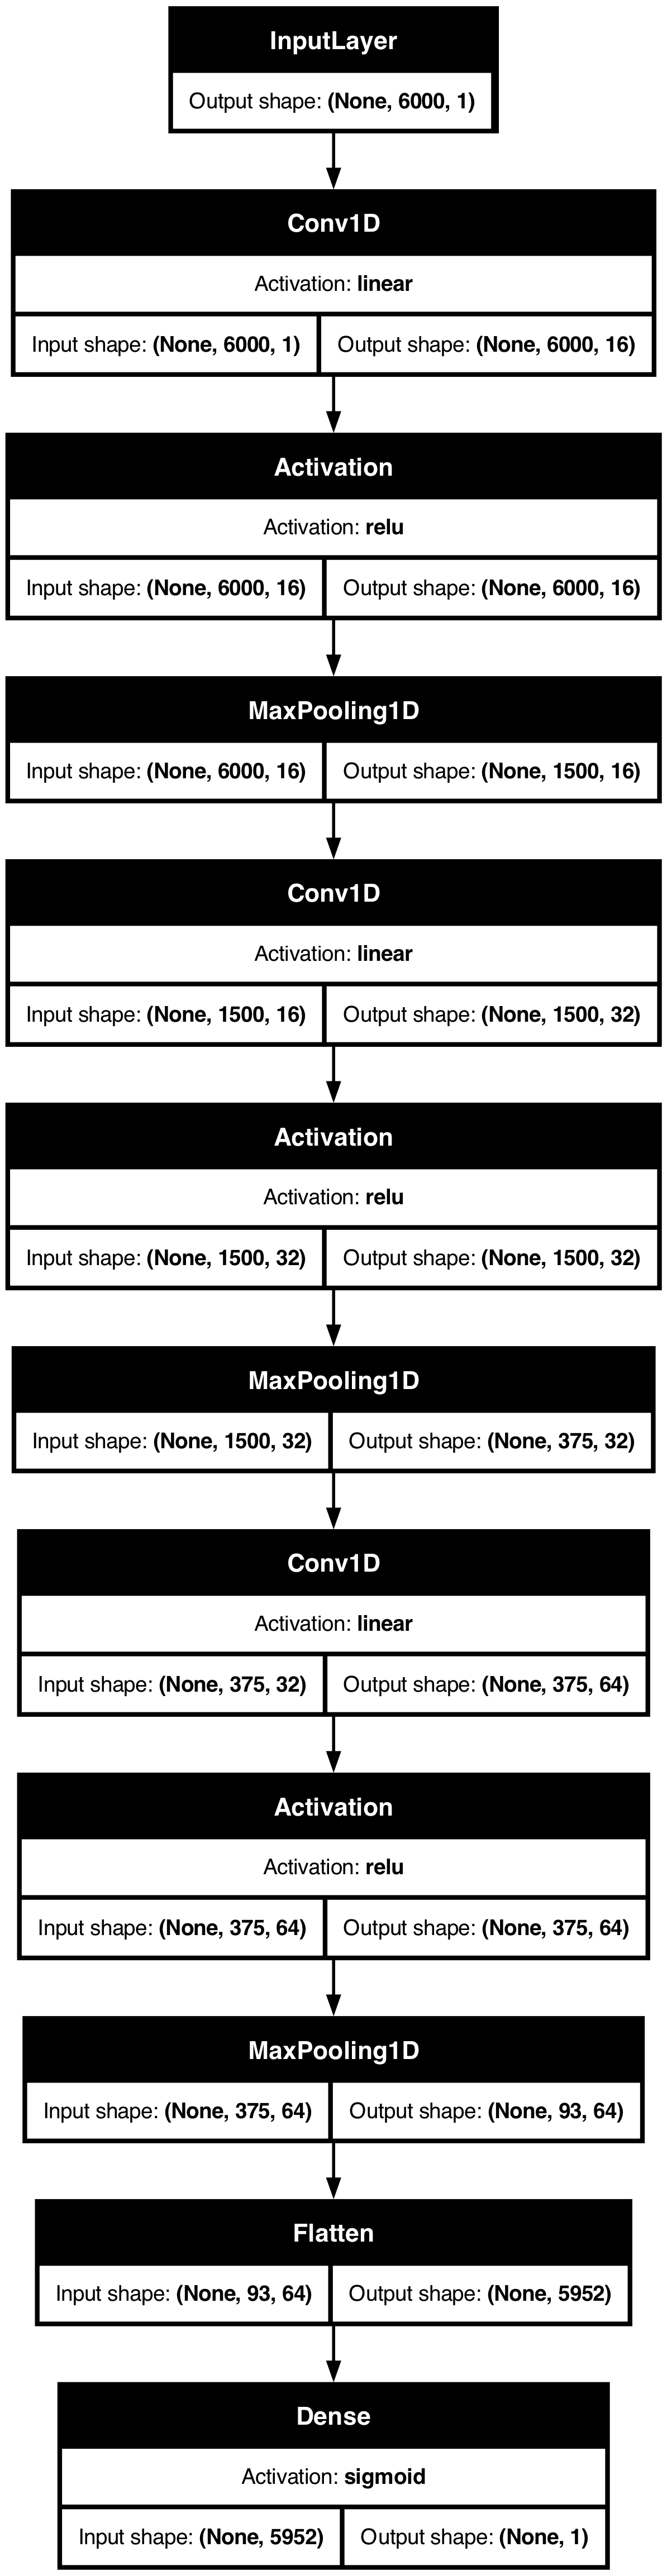 InputLayer
Output shape: (None, 6000, 1)
Conv1D
Activation: linear
Input shape: (None, 6000, 1) Output shape: (None, 6000, 16)
Activation
Activation: relu
Input shape: (None, 6000, 16) Output shape: (None, 6000, 16)
MaxPooling1D
Input shape: (None, 6000, 16) Output shape: (None, 1500, 16)
Conv1D
Activation: linear
Input shape: (None, 1500, 16) Output shape: (None, 1500, 32)
Activation
Activation: relu
Input shape: (None, 1500, 32) Output shape: (None, 1500, 32)
MaxPooling1D
Input shape: (None, 1500, 32) Output shape: (None, 375, 32)
Conv1D
Activation: linear
Input shape: (None, 375, 32) Output shape: (None, 375, 64)
Activation
Activation: relu
Input shape: (None, 375, 64) Output shape: (None, 375, 64)
MaxPooling1D
Input shape: (None, 375, 64) Output shape: (None, 93, 64)
Flatten
Input shape: (None, 93, 64) Output shape: (None, 5952)
Dense
Activation: sigmoid
Input shape: (None, 5952) Output shape: (None, 1)